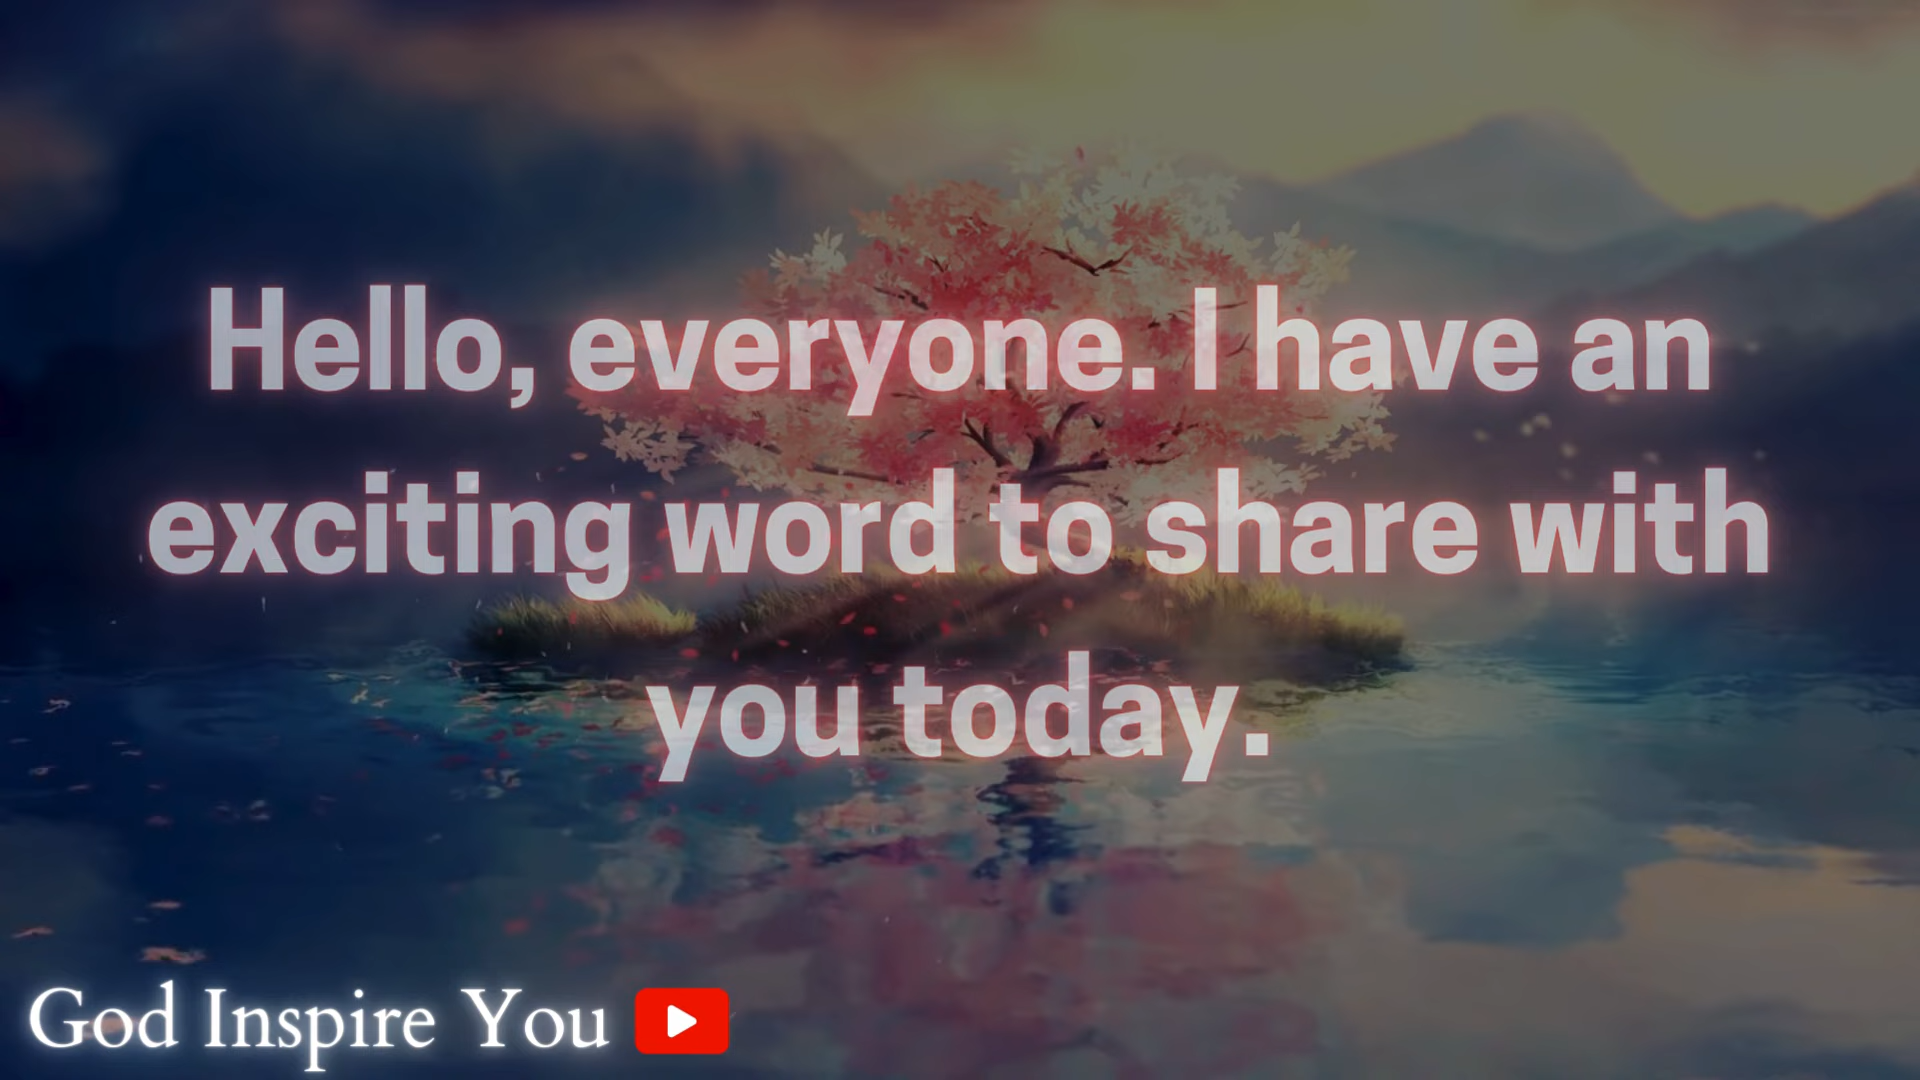 Hello, everyone. I have an
exciting word to share with
you today.
God Inspire You